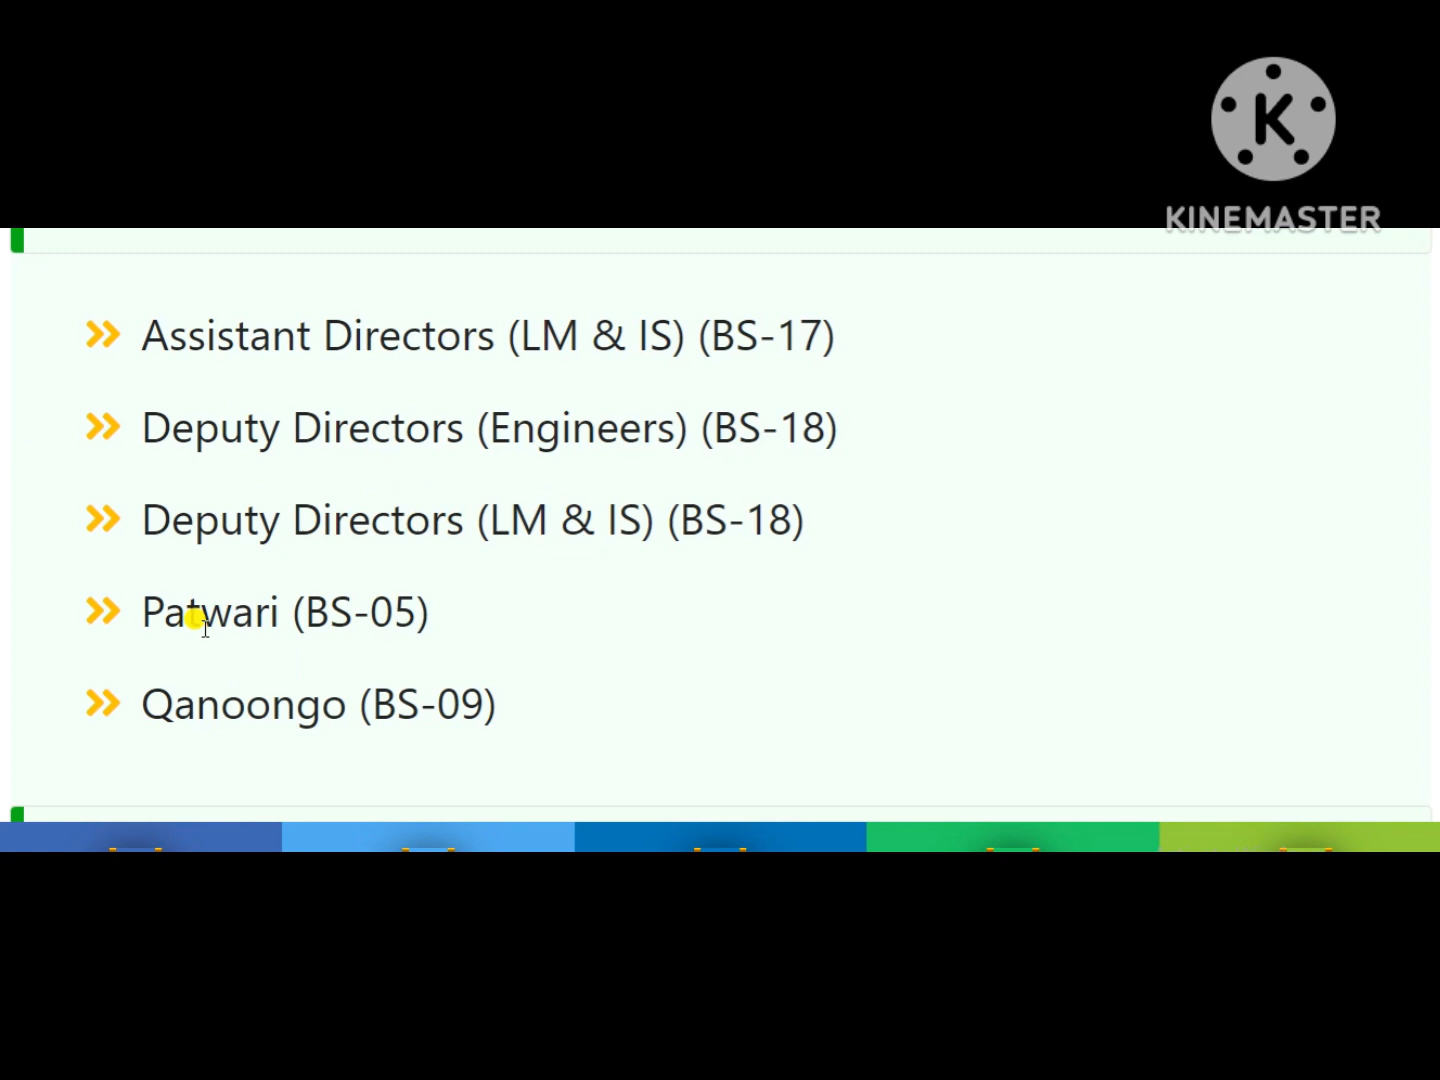 K
KINEMASTER
Assistant Directors (LM & IS) (BS-17)
Deputy Directors (Engineers) (BS-18)
Deputy Directors (LM & IS) (BS-18)
Patwari (BS-05)
Qanoongo (BS-09)